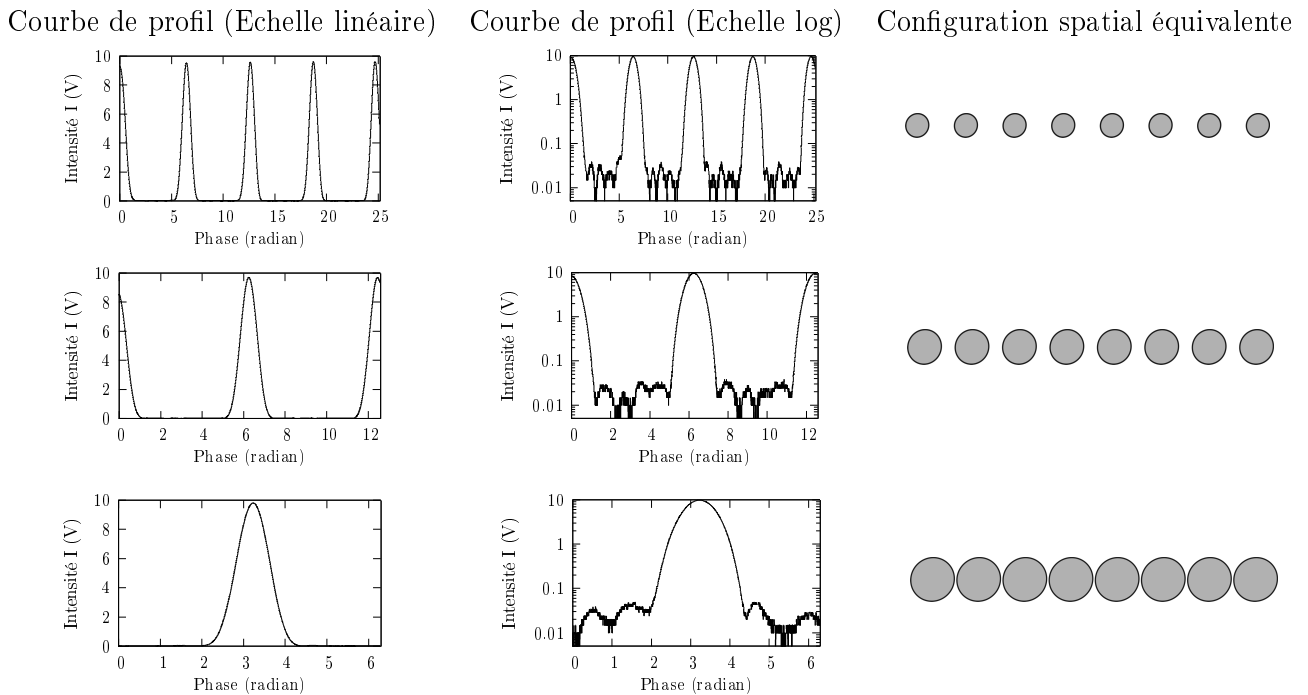 Courbe de profil (Echelle linéaire) Courbe de profil (Echelle log) Configuration spatial équivalente
10
8
6
4
2
0
Intensité I (V)
0 5 10 15 20 25
Phase (radian)
10
1
0.1
0.01
Intensité I (V)
0 5 10 15 20 25
Phase (radian)
10
8
6
4
2
0
Intensité I (V)
0 2 4 6 8 10 12
Phase (radian)
10
1
0.1
0.01
Intensité I (V)
0 2 4 6 8 10 12
Phase (radian)
10
8
6
4
2
0
Intensité I (V)
0 1 2 3 4 5 6
Phase (radian)
10
1
0.1
0.01
Intensité I (V)
0 1 2 3 4 5 6
Phase (radian)